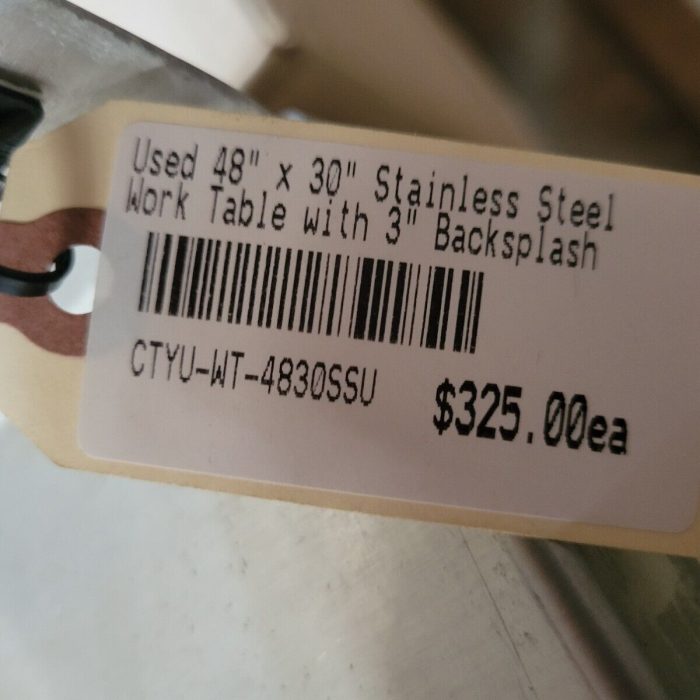 Used 48" x 30" Stainless Steel
Work Table with 3" Backsplash
CTYU-WT-4830SSU
$325.00ea